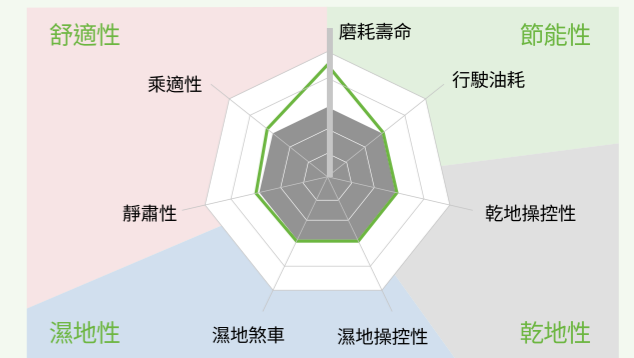 舒適性
磨耗壽命
節能性
乘適性
行駛油耗
靜肅性
乾地操控性
濕地性
濕地煞車
濕地操控性
乾地性